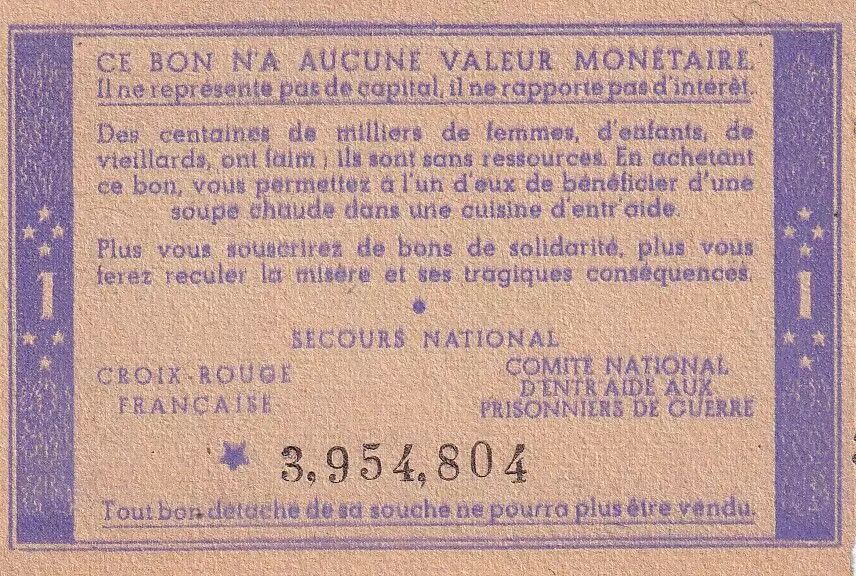 CE BON N'A AUCUNE VALEUR MONETAIRE.
Il ne représente pas de capital, il ne rapporte pas d'intérêt.
Des centaines de milliers de femmes, d'enfants, de
vieillards, ont faim ; ils sont sans ressources. En achetant
ce bon, vous permettez à l'un d'eux de bénéficier d'une
soupe chaude dans une cuisine d'entr'aide.
Plus vous souscrirez de bons de solidarité, plus vous
ferez reculer la misère et ses tragiques conséquences.
1 1
SECOURS NATIONAL
CROIX-ROUGE
FRANÇAISE
COMITÉ NATIONAL
D'ENTR'AIDE AUX
PRISONNIERS DE GUERRE
3,954,804
Tout bon détaché de sa souche ne pourra plus être vendu.